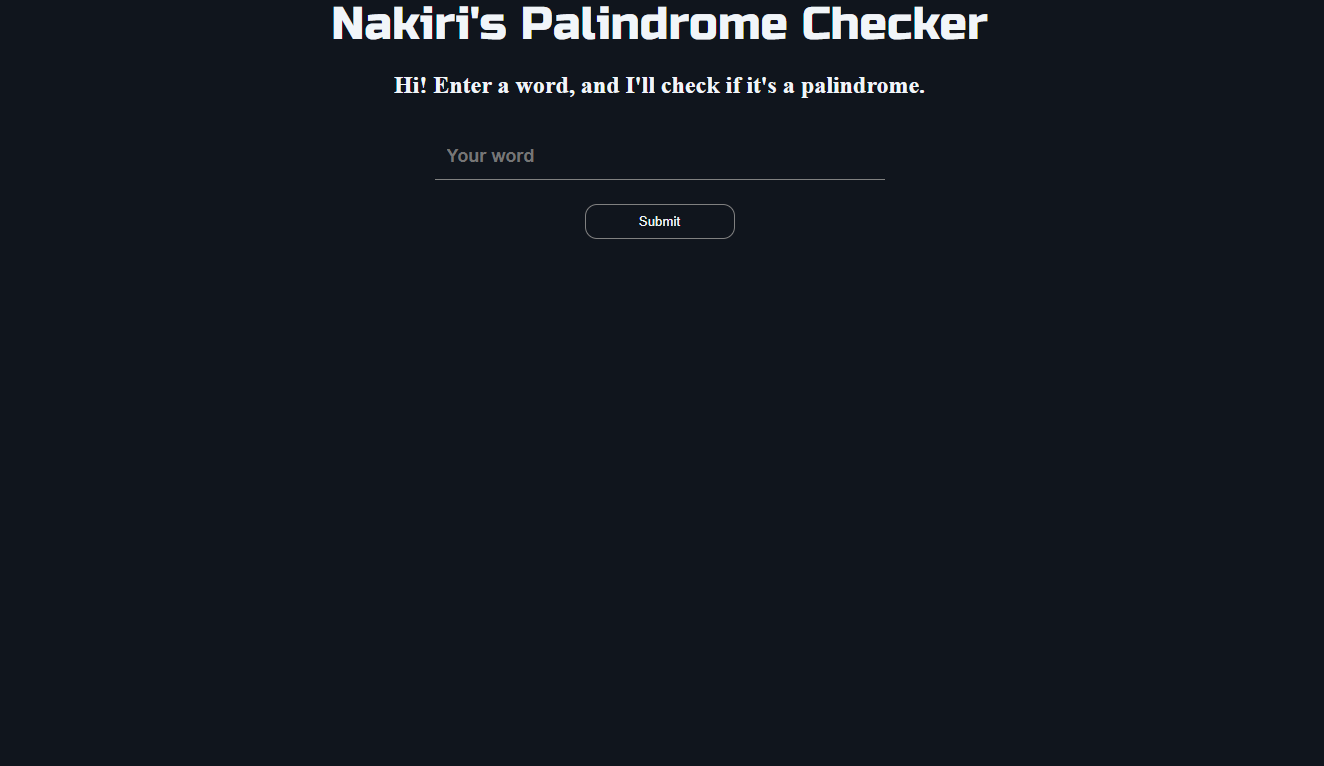 Nakiri's Palindrome Checker
Hi! Enter a word, and I'll check if it's a palindrome.
Your word
Submit